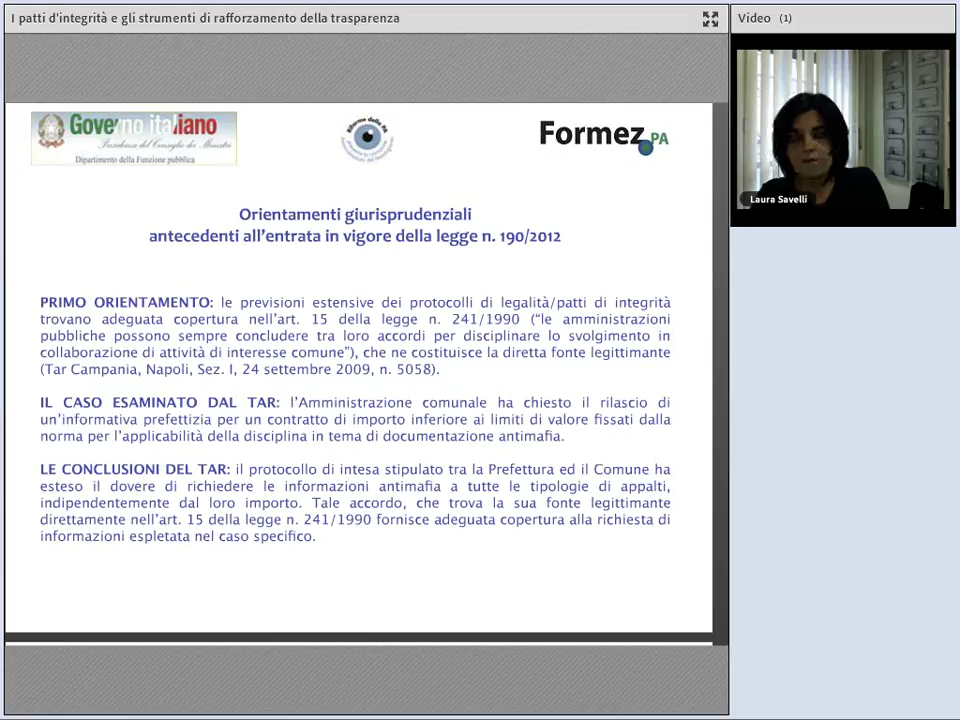 I patti d'integrità e gli strumenti di rafforzamento della trasparenza
Video (1)
Governo italiano
Presidenza del Consiglio dei Ministri
Dipartimento della Funzione pubblica
Formez PA
Laura Savelli
Orientamenti giurisprudenziali
antecedenti all'entrata in vigore della legge n. 190/2012
PRIMO ORIENTAMENTO: le previsioni estensive dei protocolli di legalità/patti di integrità
trovano adeguata copertura nell'art. 15 della legge n. 241/1990 ("le amministrazioni
pubbliche possono sempre concludere tra loro accordi per disciplinare lo svolgimento in
collaborazione di attività di interesse comune"), che ne costituisce la diretta fonte legittimante
(Tar Campania, Napoli, Sez. I, 24 settembre 2009, n. 5058).
IL CASO ESAMINATO DAL TAR: l'Amministrazione comunale ha chiesto il rilascio di
un'informativa prefettizia per un contratto di importo inferiore ai limiti di valore fissati dalla
norma per l'applicabilità della disciplina in tema di documentazione antimafia.
LE CONCLUSIONI DEL TAR: il protocollo di intesa stipulato tra la Prefettura ed il Comune ha
esteso il dovere di richiedere le informazioni antimafia a tutte le tipologie di appalti,
indipendentemente dal loro importo. Tale accordo, che trova la sua fonte legittimante
direttamente nell'art. 15 della legge n. 241/1990 fornisce adeguata copertura alla richiesta di
informazioni espletata nel caso specifico.